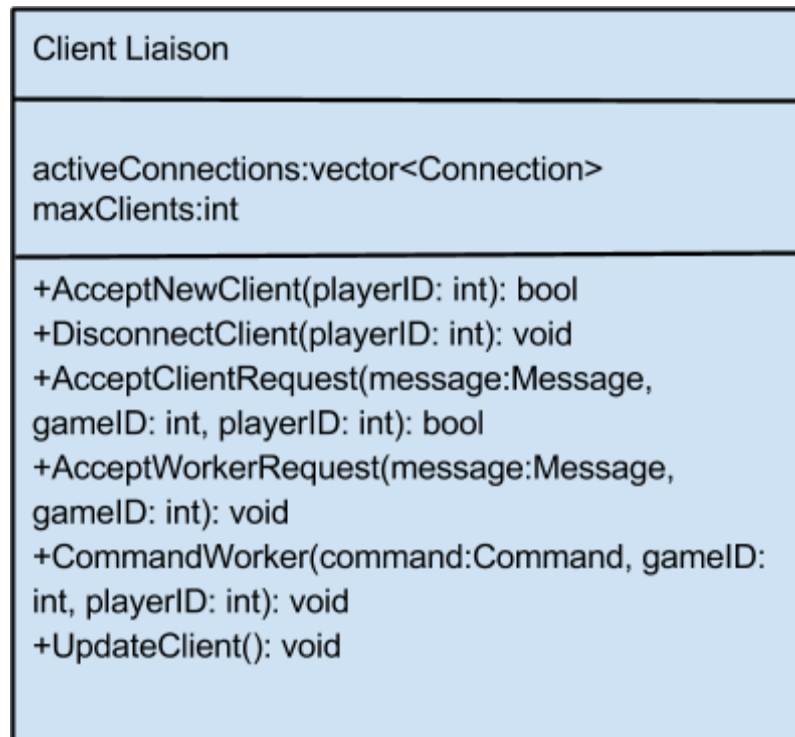 Client Liaison
activeConnections:vector<Connection>
maxClients:int
+AcceptNewClient(playerID: int): bool
+DisconnectClient(playerID: int): void
+AcceptClientRequest(message:Message,
gameID: int, playerID: int): bool
+AcceptWorkerRequest(message:Message,
gameID: int): void
+CommandWorker(command:Command, gameID:
int, playerID: int): void
+UpdateClient(): void